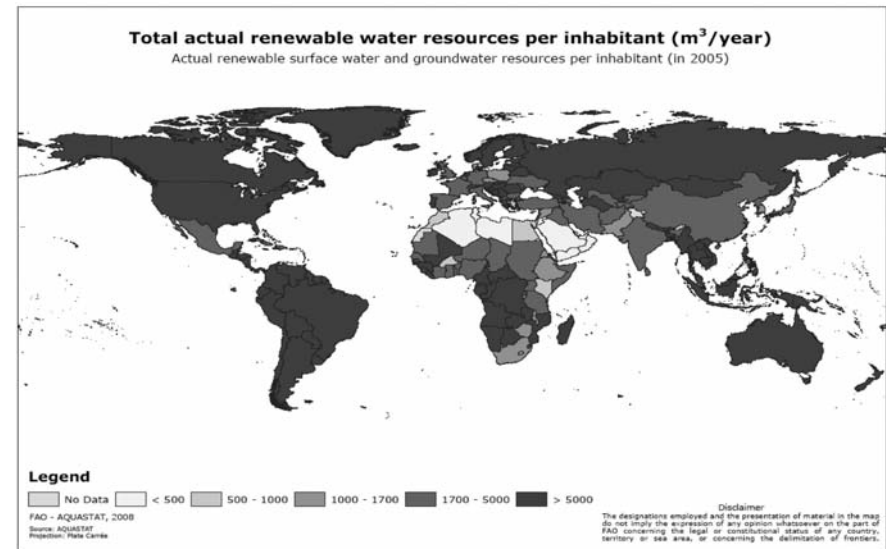 Total actual renewable water resources per inhabitant (m³/year)
Actual renewable surface water and groundwater resources per inhabitant (in 2005)
Legend
No Data < 500 500 - 1000 1000 - 1700 1700 - 5000 > 5000
FAO - AQUASTAT, 2008
Source: AQUASTAT
Projection: Plate Carrée
Disclaimer
The designations employed and the presentation of material in the map
do not imply the expression of any opinion whatsoever on the part of
FAO concerning the legal or constitutional status of any country,
territory or sea area, or concerning the delimitation of frontiers.